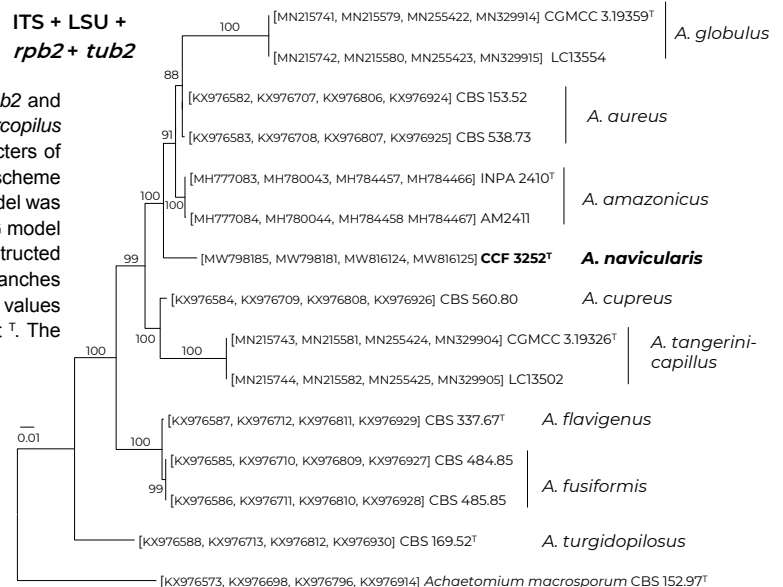 ITS + LSU +
rpb2 + tub2
b2 and
rcopilus
cters of
scheme
del was
model
structed
anches
values
t ᵀ. The
100
[MN215741, MN215579, MN255422, MN329914] CGMCC 3.19359ᵀ
A. globulus
[MN215742, MN215580, MN255423, MN329915] LC13554
88
[KX976582, KX976707, KX976806, KX976924] CBS 153.52
A. aureus
91
[KX976583, KX976708, KX976807, KX976925] CBS 538.73
[MH777083, MH780043, MH784457, MH784466] INPA 2410ᵀ
A. amazonicus
100
100
[MH777084, MH780044, MH784458 MH784467] AM2411
99
[MW798185, MW798181, MW816124, MW816125] CCF 3252ᵀ
A. navicularis
[KX976584, KX976709, KX976808, KX976926] CBS 560.80
A. cupreus
100
[MN215743, MN215581, MN255424, MN329904] CGMCC 3.19326ᵀ
A. tangerini-
capillus
100
100
[MN215744, MN215582, MN255425, MN329905] LC13502
[KX976587, KX976712, KX976811, KX976929] CBS 337.67ᵀ
A. flavigenus
0.01
100
[KX976585, KX976710, KX976809, KX976927] CBS 484.85
A. fusiformis
99
[KX976586, KX976711, KX976810, KX976928] CBS 485.85
[KX976588, KX976713, KX976812, KX976930] CBS 169.52ᵀ
A. turgidopilosus
[KX976573, KX976698, KX976796, KX976914] Achaetomium macrosporum CBS 152.97ᵀ